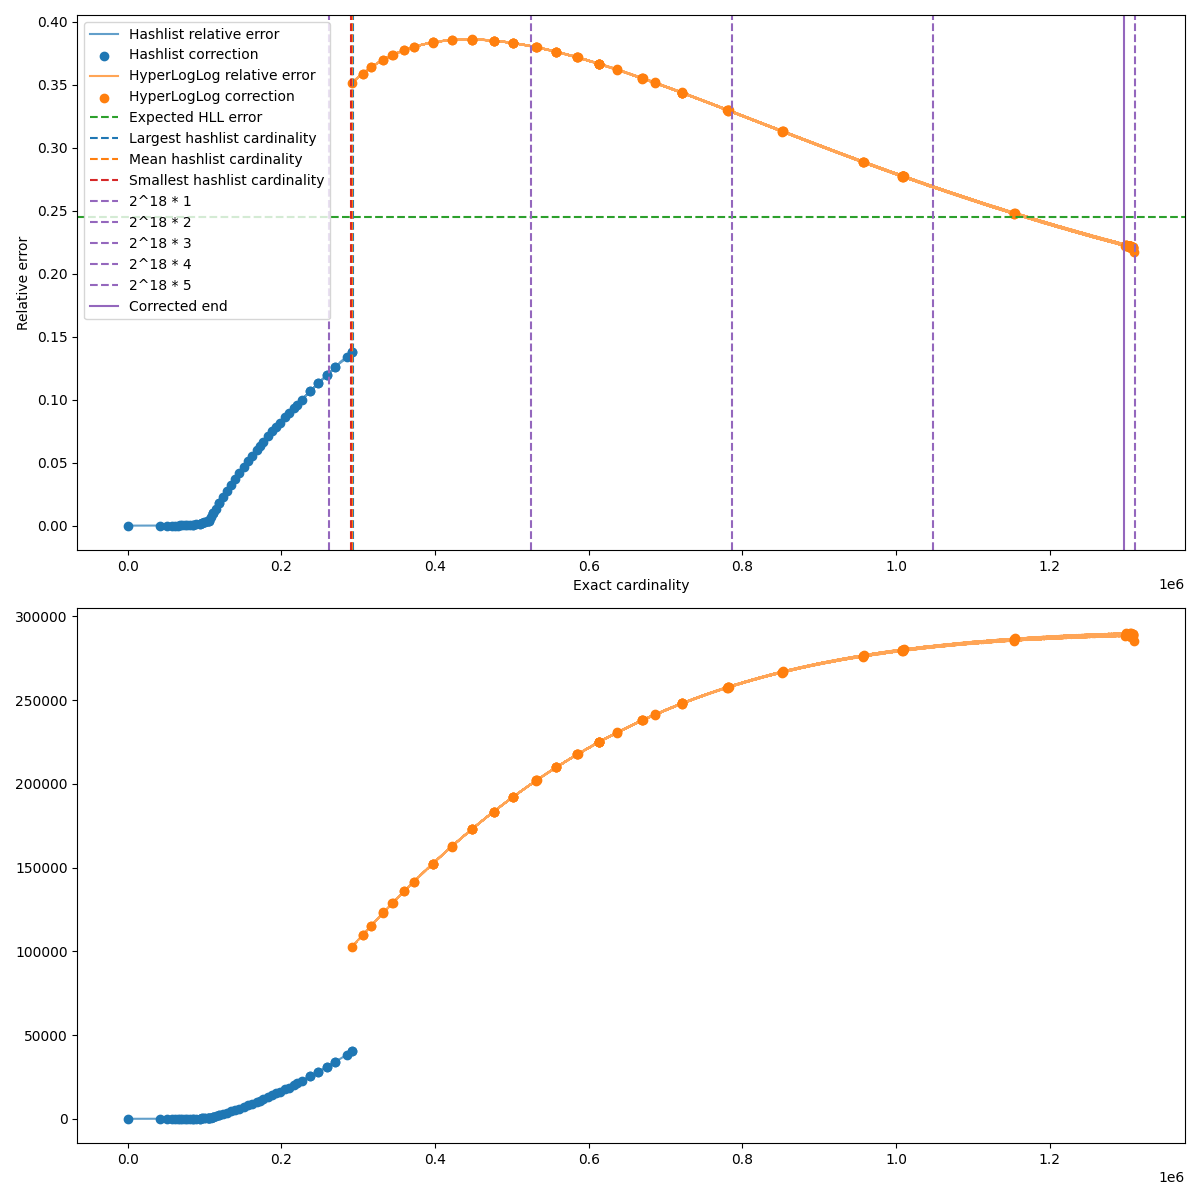 0.40
0.35
0.30
0.25
0.20
0.15
0.10
0.05
0.00
Relative error
Hashlist relative error
Hashlist correction
HyperLogLog relative error
HyperLogLog correction
Expected HLL error
Largest hashlist cardinality
Mean hashlist cardinality
Smallest hashlist cardinality
2^18 * 1
2^18 * 2
2^18 * 3
2^18 * 4
2^18 * 5
Corrected end
0.0 0.2 0.4 0.6 0.8 1.0 1.2
1e6
Exact cardinality
300000
250000
200000
150000
100000
50000
0
0.0 0.2 0.4 0.6 0.8 1.0 1.2
1e6